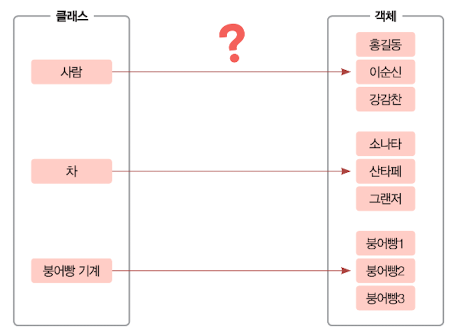 클래스
객체
?
홍길동
사람
이순신
강감찬
소나타
차
산타페
그랜저
붕어빵1
붕어빵 기계
붕어빵2
붕어빵3